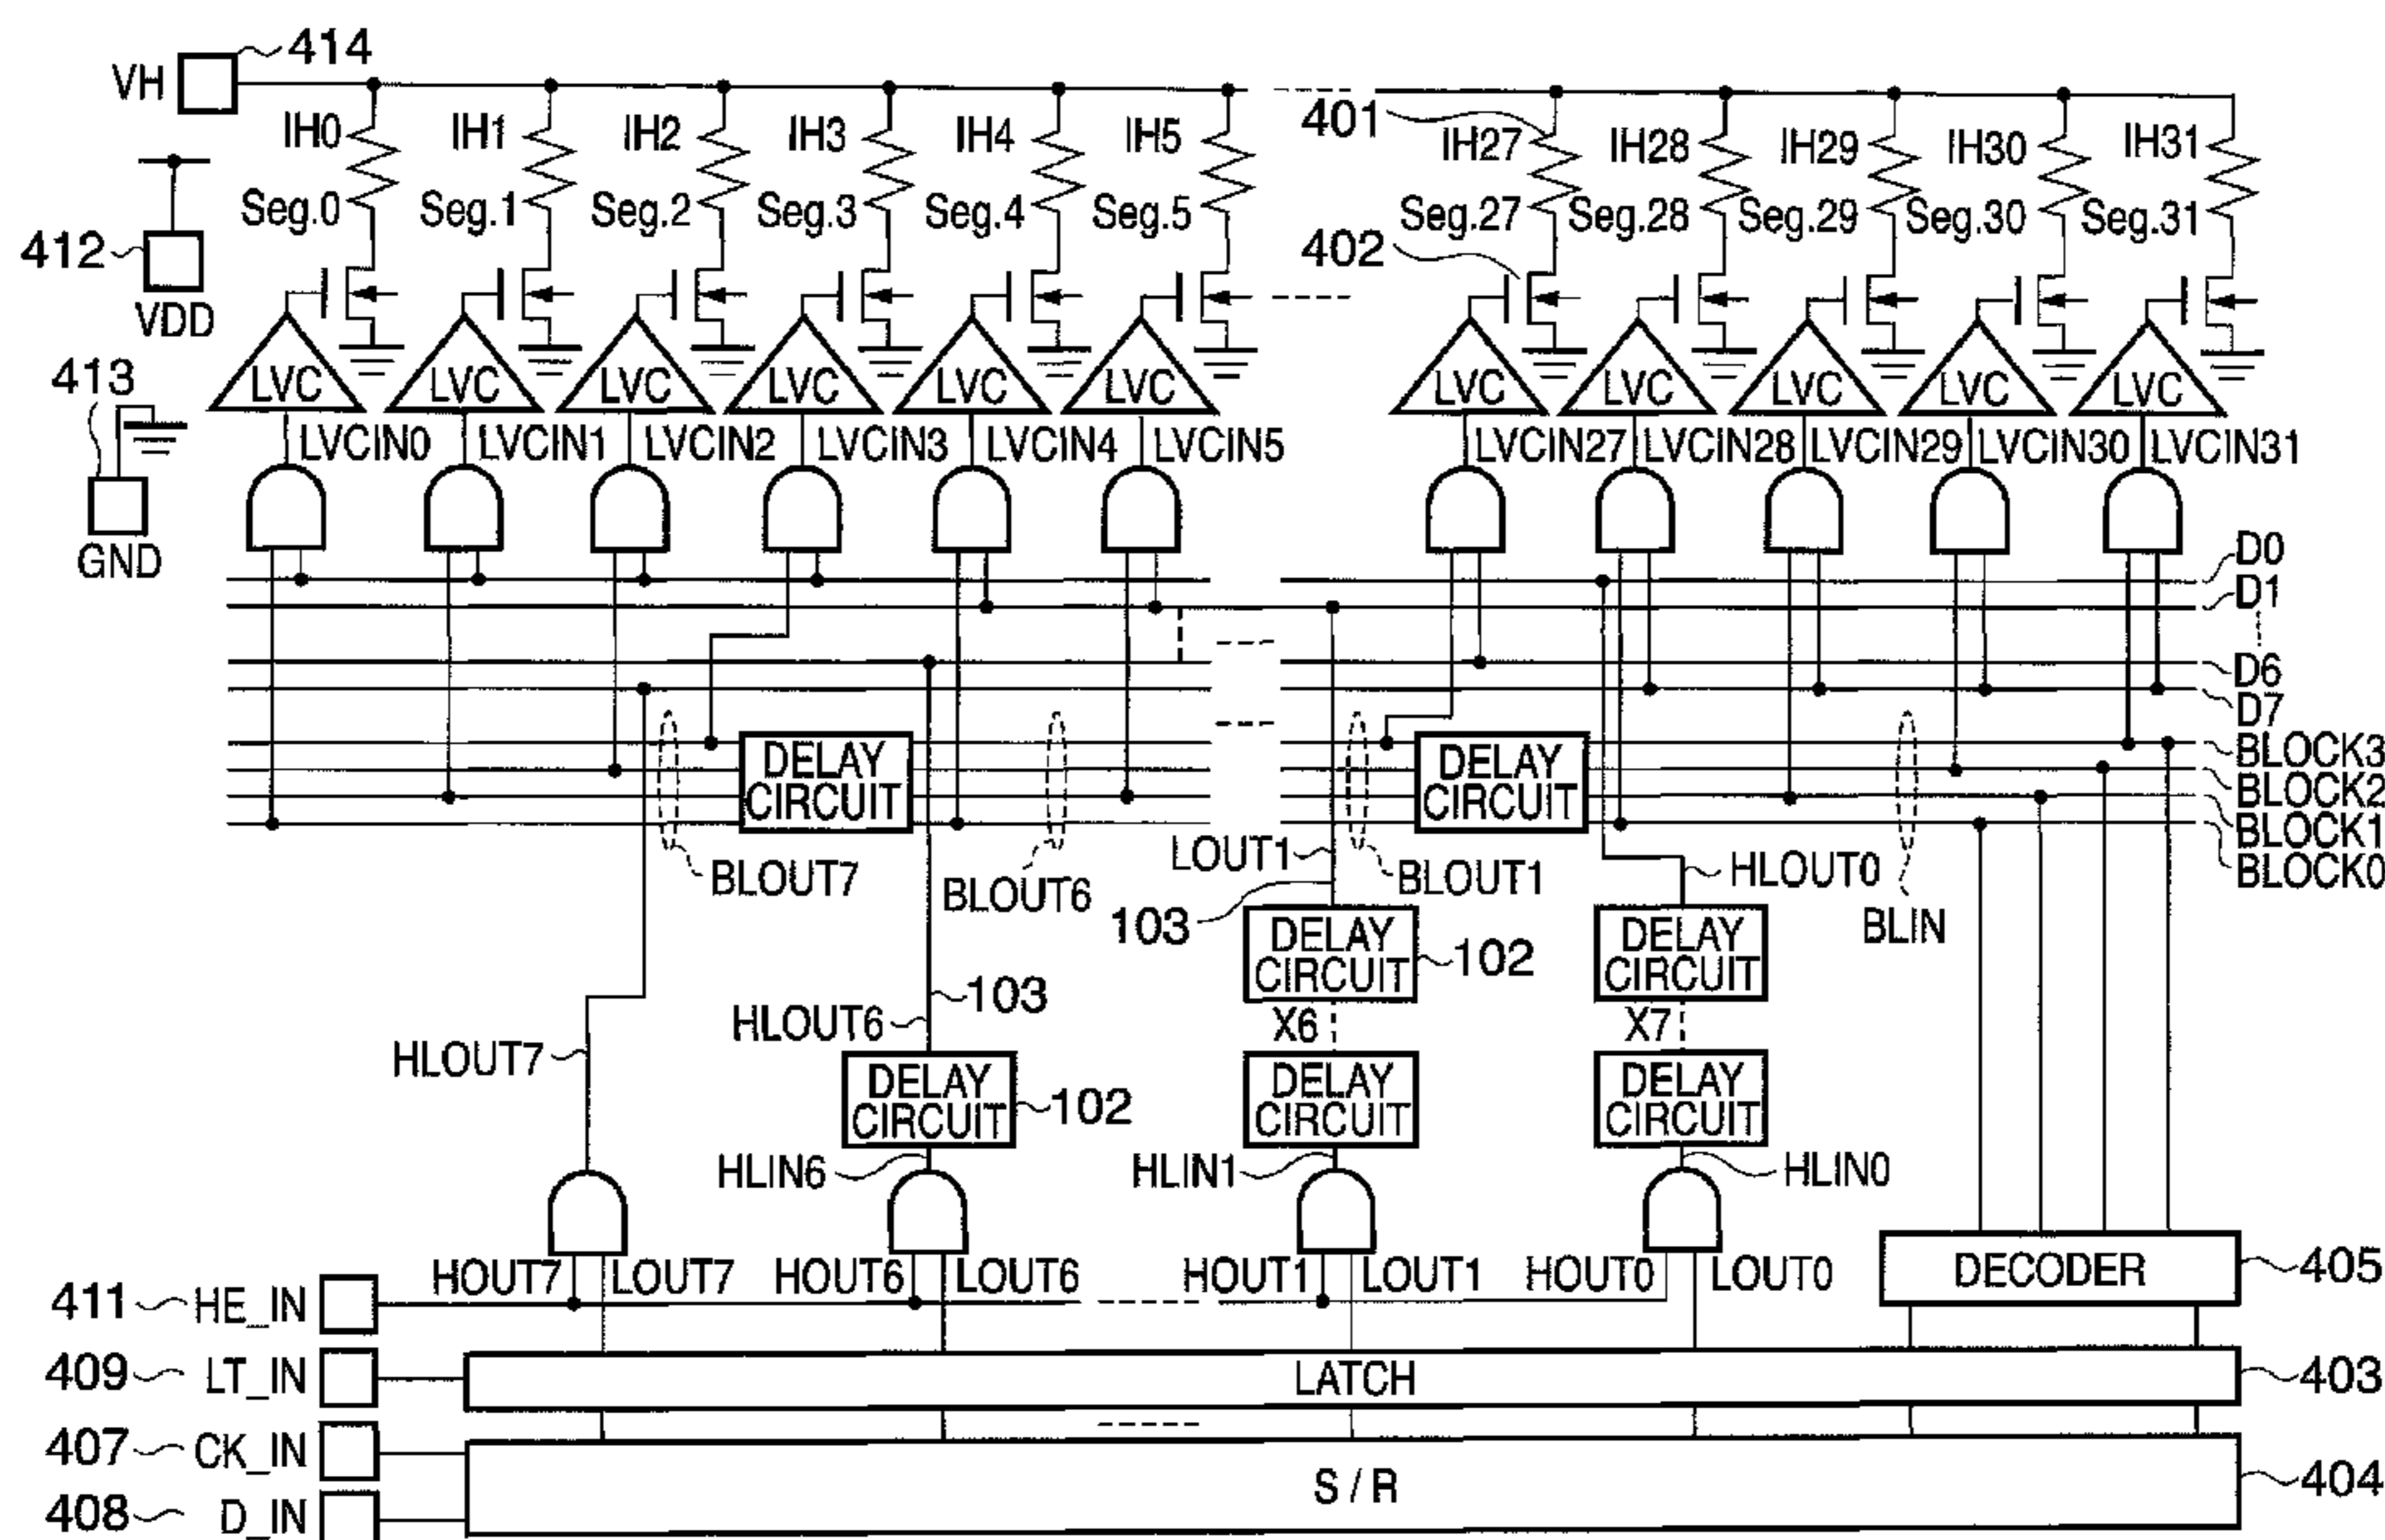 414
VH
IH0 IH1 IH2 IH3 IH4 IH5 401 IH27 IH28 IH29 IH30 IH31
Seg.0 Seg.1 Seg.2 Seg.3 Seg.4 Seg.5 Seg.27 Seg.28 Seg.29 Seg.30 Seg.31
412 402
VDD
413 LVC LVC LVC LVC LVC LVC LVC LVC LVC LVC LVC
LVCIN0 LVCIN1 LVCIN2 LVCIN3 LVCIN4 LVCIN5 LVCIN27 LVCIN28 LVCIN29 LVCIN30 LVCIN31
GND
D0
D1
D6
D7
DELAY CIRCUIT
DELAY CIRCUIT
BLOCK3
BLOCK2
BLOCK1
BLOCK0
BLOUT7 BLOUT6 LOUT1 BLOUT1 HLOUT0 BLIN
103
DELAY CIRCUIT 102
DELAY CIRCUIT
103
HLOUT6 X6 X7
HLOUT7
DELAY CIRCUIT 102
DELAY CIRCUIT
DELAY CIRCUIT
HLIN6 HLIN1 HLIN0
HOUT7 LOUT7 HOUT6 LOUT6 HOUT1 LOUT1 HOUT0 LOUT0 DECODER 405
411 HE_IN
409 LT_IN LATCH 403
407 CK_IN
S / R 404
408 D_IN